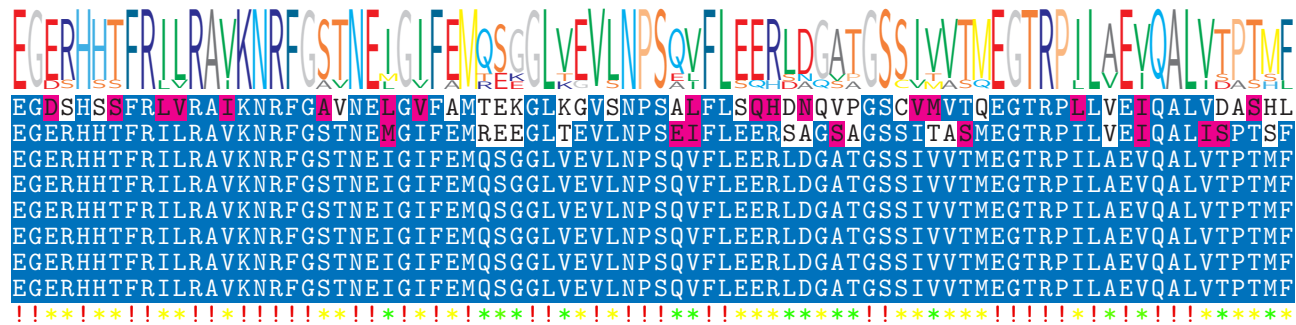 EGERHHTFRILRAVKNRFGSTNEIGIFEMQSGGLVEVLNPSQVFLEERLDGATGSSIVVTMEGTRPILAEVQALVTPTMF
EGDSHSSFRLVRAIKNRFGAVNELGVFAMTEKGLKGVSNPSALFLSQHDNQVPGSCVMVTQEGTRPLLVEIQALVDASHL
EGERHHTFRILRAVKNRFGSTNEMGIFEMREEGLTEVLNPSEIFLEERSAGSAGSSITASMEGTRPILVEIQALISPTSF
EGERHHTFRILRAVKNRFGSTNEIGIFEMQSGGLVEVLNPSQVFLEERLDGATGSSIVVTMEGTRPILAEVQALVTPTMF
EGERHHTFRILRAVKNRFGSTNEIGIFEMQSGGLVEVLNPSQVFLEERLDGATGSSIVVTMEGTRPILAEVQALVTPTMF
EGERHHTFRILRAVKNRFGSTNEIGIFEMQSGGLVEVLNPSQVFLEERLDGATGSSIVVTMEGTRPILAEVQALVTPTMF
EGERHHTFRILRAVKNRFGSTNEIGIFEMQSGGLVEVLNPSQVFLEERLDGATGSSIVVTMEGTRPILAEVQALVTPTMF
EGERHHTFRILRAVKNRFGSTNEIGIFEMQSGGLVEVLNPSQVFLEERLDGATGSSIVVTMEGTRPILAEVQALVTPTMF
EGERHHTFRILRAVKNRFGSTNEIGIFEMQSGGLVEVLNPSQVFLEERLDGATGSSIVVTMEGTRPILAEVQALVTPTMF
!!**!**!!**!!*!!!!!**!!*!*!*!***!!**!*!!!**!!********!!******!!!!!*!*!*!!!******